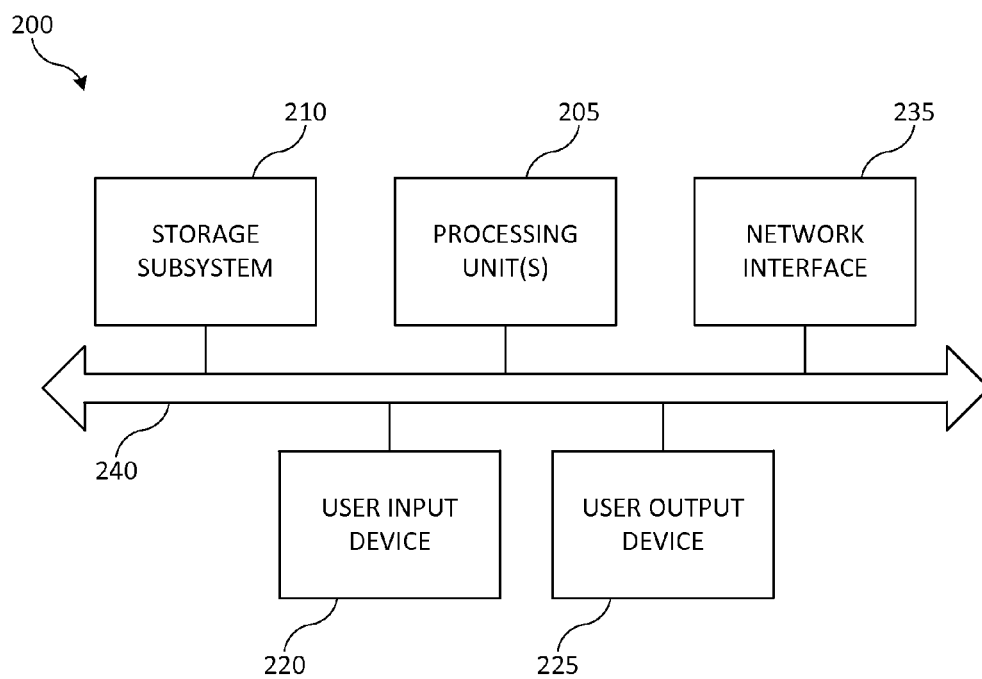 200
210
205
235
STORAGE
SUBSYSTEM
PROCESSING
UNIT(S)
NETWORK
INTERFACE
240
USER INPUT
DEVICE
USER OUTPUT
DEVICE
220
225